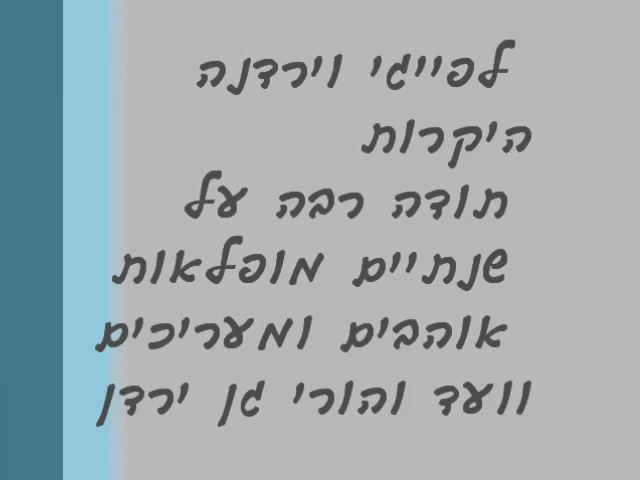 לפייגי וירדנה
היקרות
תודה רבה על
שנתיים מופלאות
אוהבים ומעריכים
וועד והורי גן ירדן